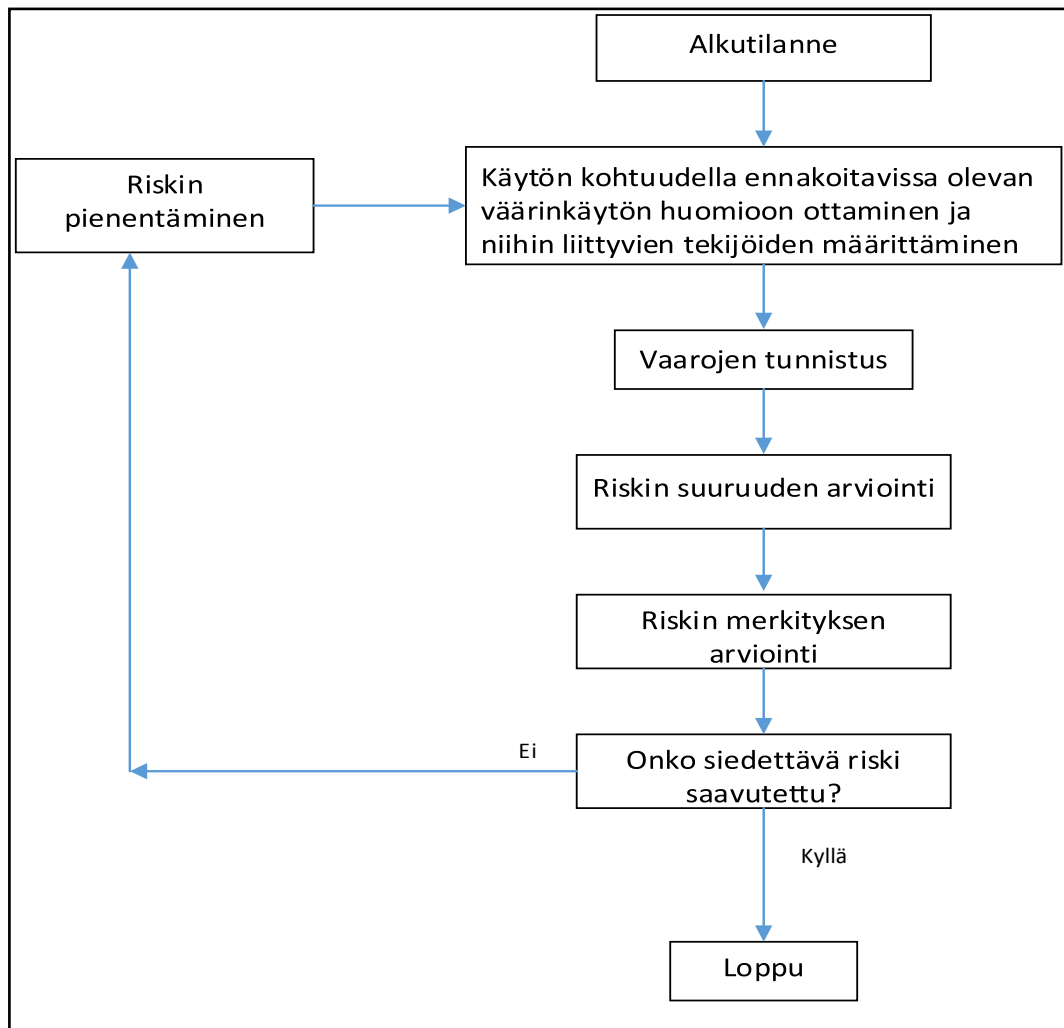 Alkutilanne
Riskin
pienentäminen
Käytön kohtuudella ennakoitavissa olevan
väärinkäytön huomioon ottaminen ja
niihin liittyvien tekijöiden määrittäminen
Vaarojen tunnistus
Riskin suuruuden arviointi
Riskin merkityksen
arviointi
Onko siedettävä riski
saavutettu?
Ei
Kyllä
Loppu